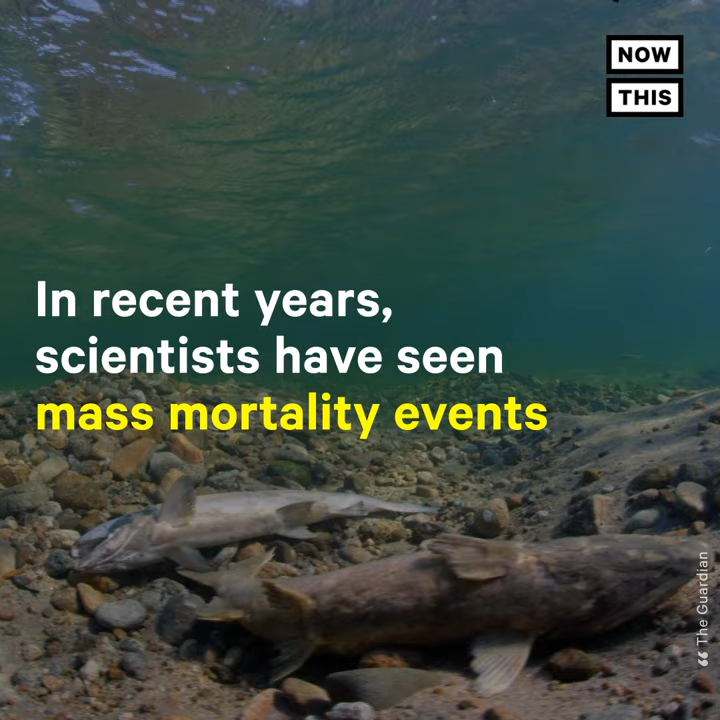 NOW
THIS
In recent years,
scientists have seen
mass mortality events
❝ The Guardian